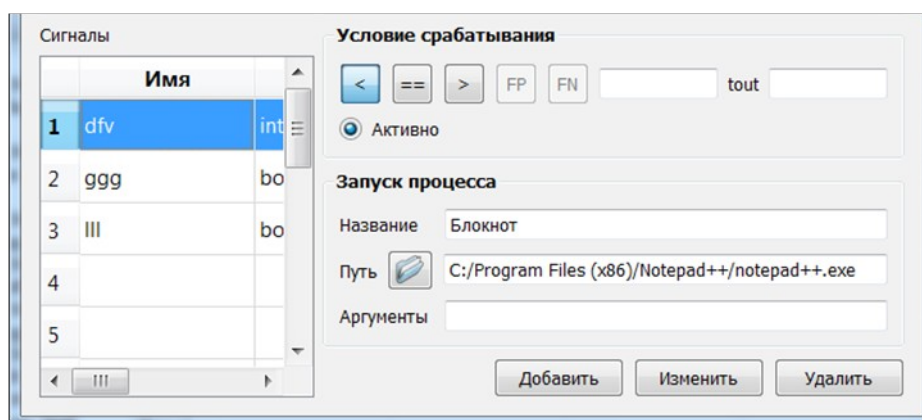 Сигналы
Имя
1 dfv int
2 ggg bo
3 lll bo
4
5
Условие срабатывания
< == > FP FN tout
Активно
Запуск процесса
Название Блокнот
Путь C:/Program Files (x86)/Notepad++/notepad++.exe
Аргументы
Добавить Изменить Удалить